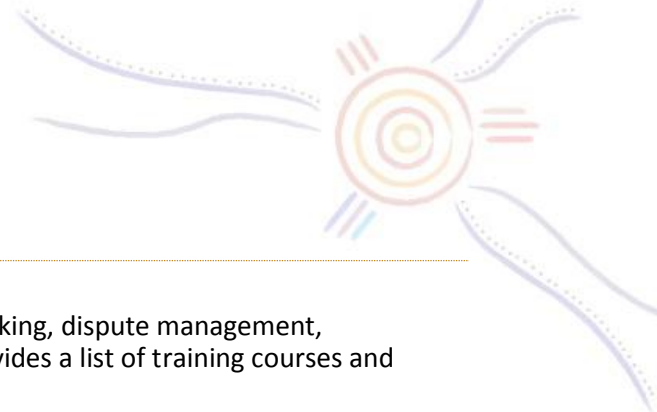 king, dispute management,
vides a list of training courses and